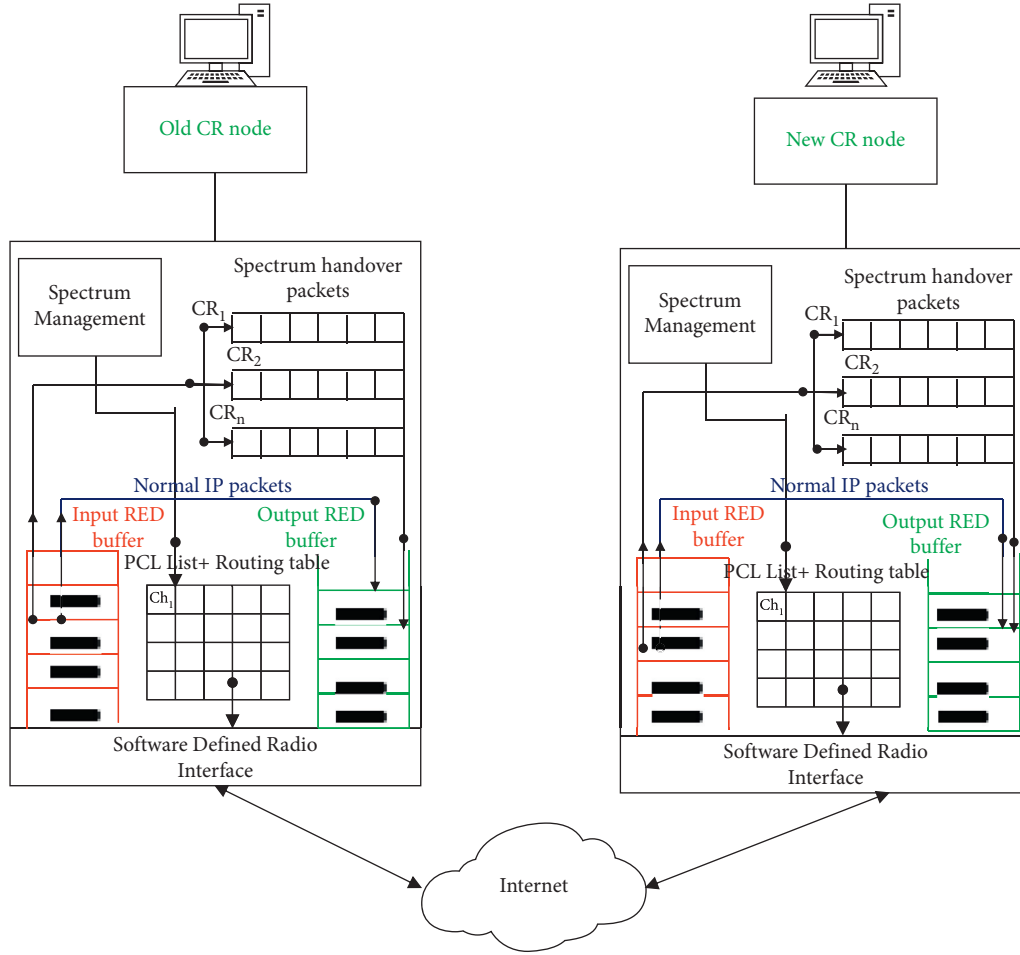 Old CR node
Spectrum
Management
Spectrum handover
packets
CR1
CR2
CRn
Normal IP packets
Input RED
buffer
Output RED
buffer
PCL List+ Routing table
Ch1
Software Defined Radio
Interface
New CR node
Spectrum
Management
Spectrum handover
packets
CR1
CR2
CRn
Normal IP packets
Input RED
buffer
Output RED
buffer
PCL List+ Routing table
Ch1
Software Defined Radio
Interface
Internet